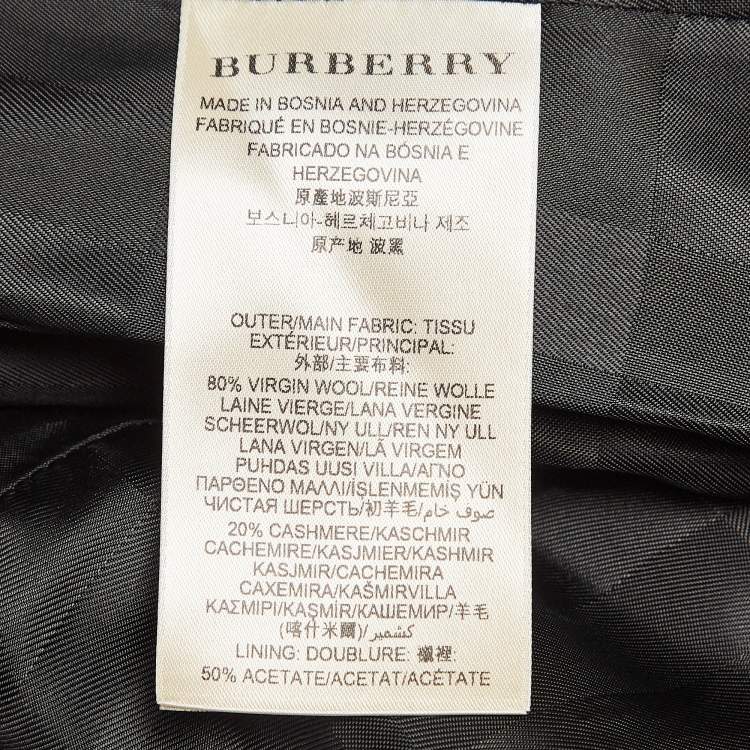 BURBERRY
MADE IN BOSNIA AND HERZEGOVINA
FABRIQUÉ EN BOSNIE-HERZÉGOVINE
FABRICADO NA BÓSNIA E
HERZEGOVINA
原產地波斯尼亞
보스니아-헤르체고비나 제조
原产地 波黑
OUTER/MAIN FABRIC: TISSU
EXTÉRIEUR/PRINCIPAL:
外部/主要布料:
80% VIRGIN WOOL/REINE WOLLE
LAINE VIERGE/LANA VERGINE
SCHEERWOL/NY ULL/REN NY ULL
LANA VIRGEN/LÃ VIRGEM
PUHDAS UUSI VILLA/ΑΓΝΟ
ΠΑΡΘΕΝΟ ΜΑΛΛΙ/İŞLENMEMİŞ YÜN
ЧИСТАЯ ШЕРСТЬ/初羊毛/صوف خام
20% CASHMERE/KASCHMIR
CACHEMIRE/KASJMIER/KASHMIR
KASJMIR/CACHEMIRA
CAXEMIRA/KAŠMIRVILLA
ΚΑΣΜΙΡΙ/KAŞMİR/КАШЕМИР/羊毛
(喀什米爾)/كشمير
LINING: DOUBLURE: 襯裡:
50% ACETATE/ACETAT/ACÉTATE